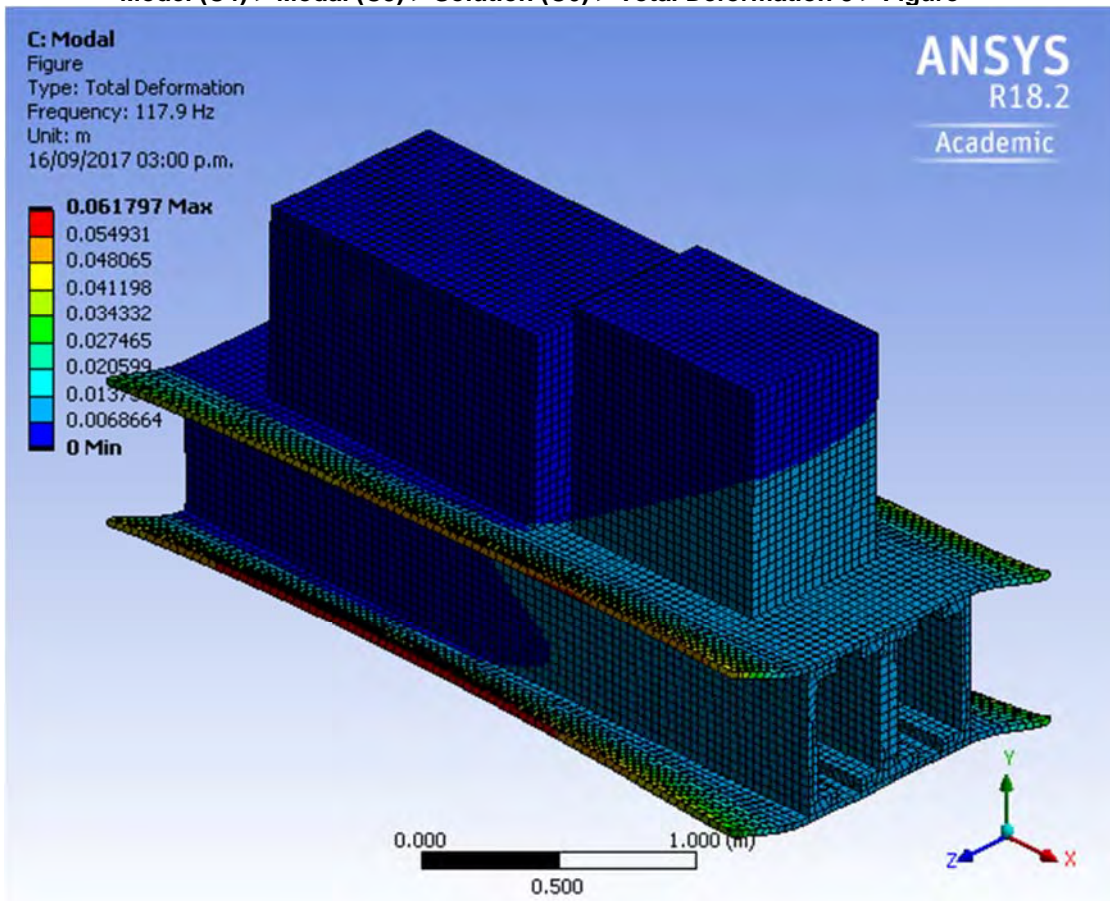 C: Modal
Figure
Type: Total Deformation
Frequency: 117.9 Hz
Unit: m
16/09/2017 03:00 p.m.
ANSYS
R18.2
Academic
0.061797 Max
0.054931
0.048065
0.041198
0.034332
0.027465
0.020599
0.0068664
0 Min
0.000
1.000 (m)
0.500
Y
Z
X